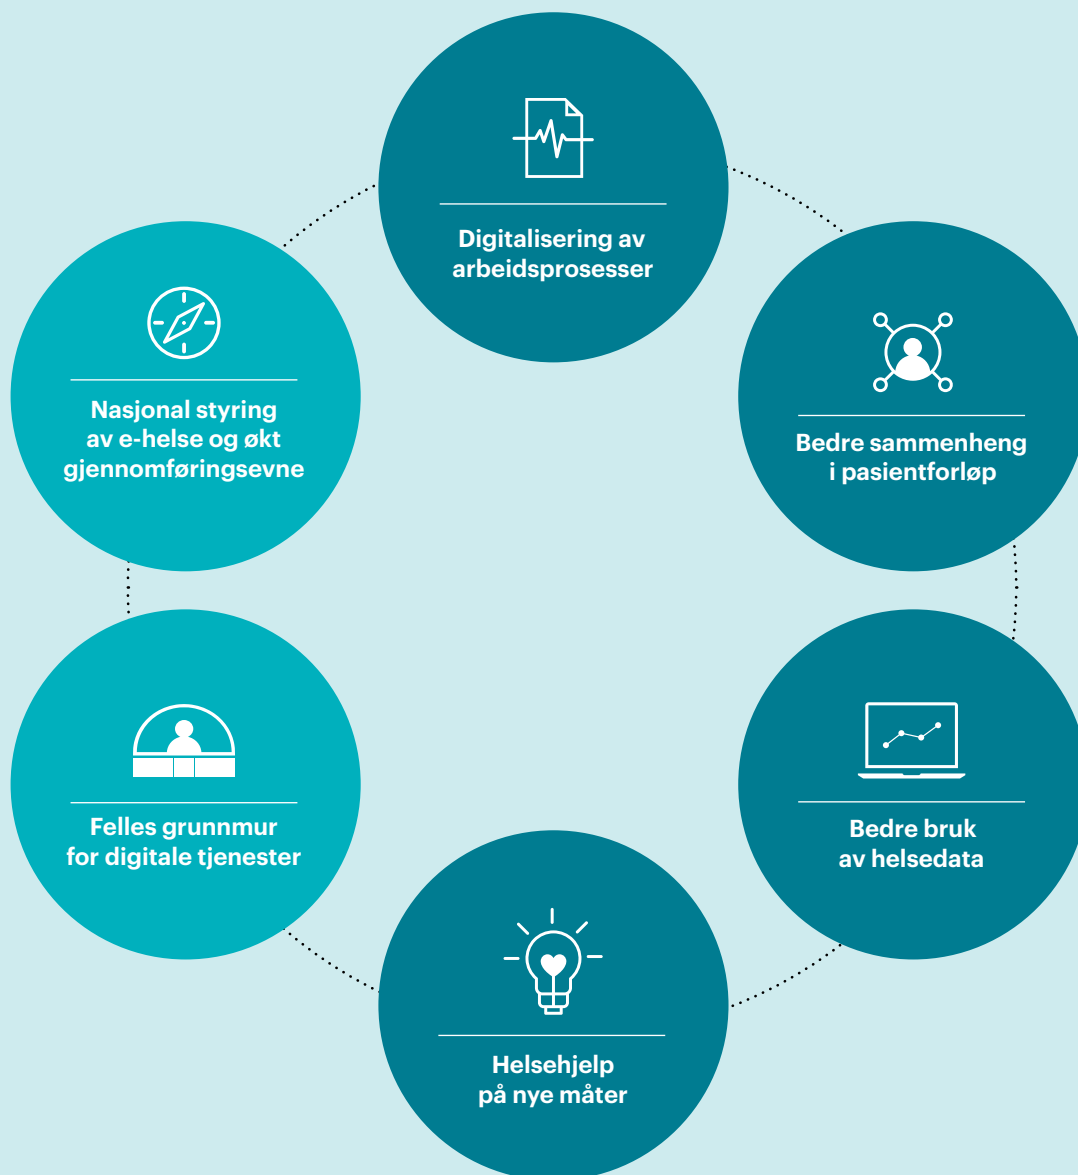 Digitalisering av
arbeidsprosesser
Bedre sammenheng
i pasientforløp
Bedre bruk
av helsedata
Helsehjelp
på nye måter
Felles grunnmur
for digitale tjenester
Nasjonal styring
av e-helse og økt
gjennomføringsevne